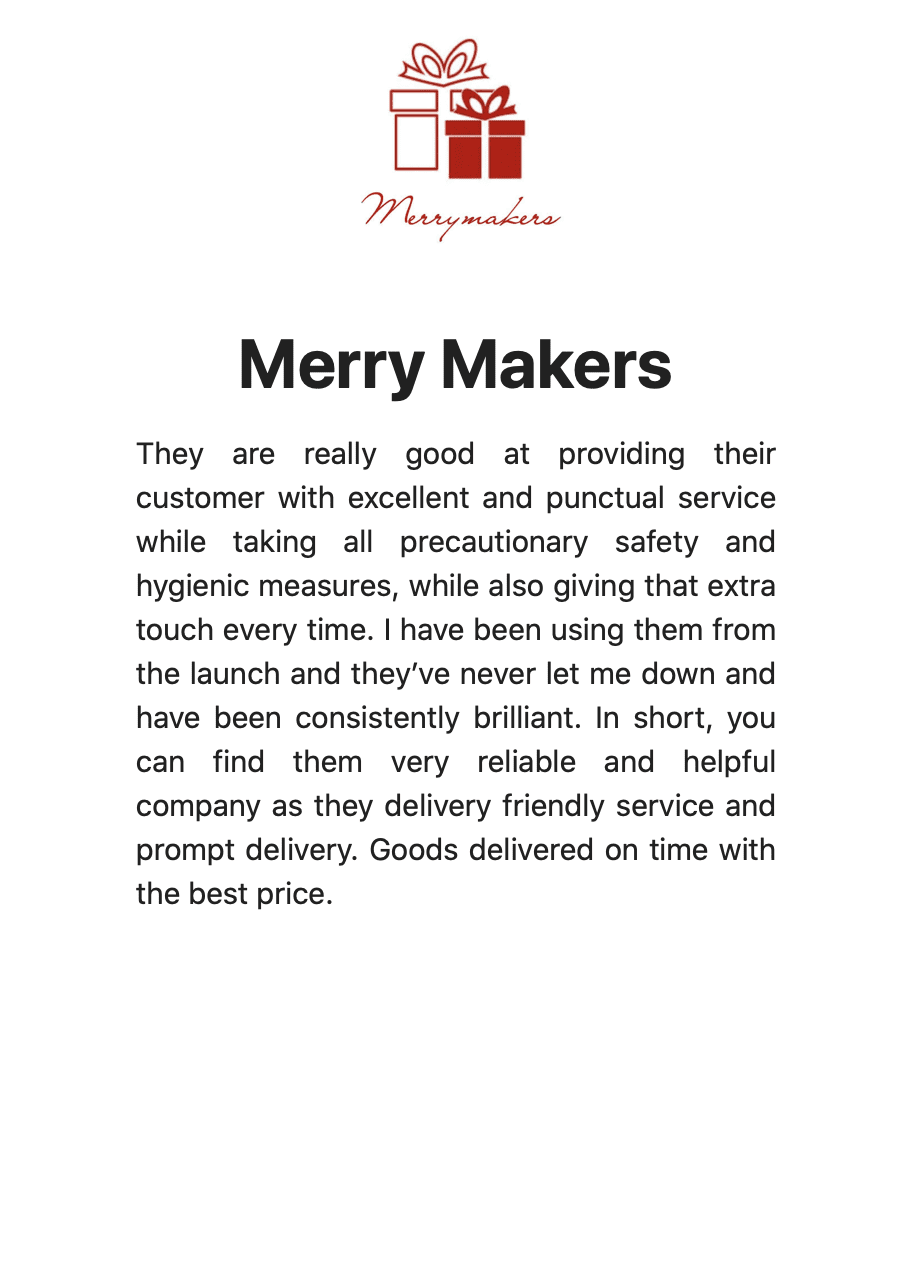 Merrymakers
Merry Makers
They are really good at providing their
customer with excellent and punctual service
while taking all precautionary safety and
hygienic measures, while also giving that extra
touch every time. I have been using them from
the launch and they’ve never let me down and
have been consistently brilliant. In short, you
can find them very reliable and helpful
company as they delivery friendly service and
prompt delivery. Goods delivered on time with
the best price.